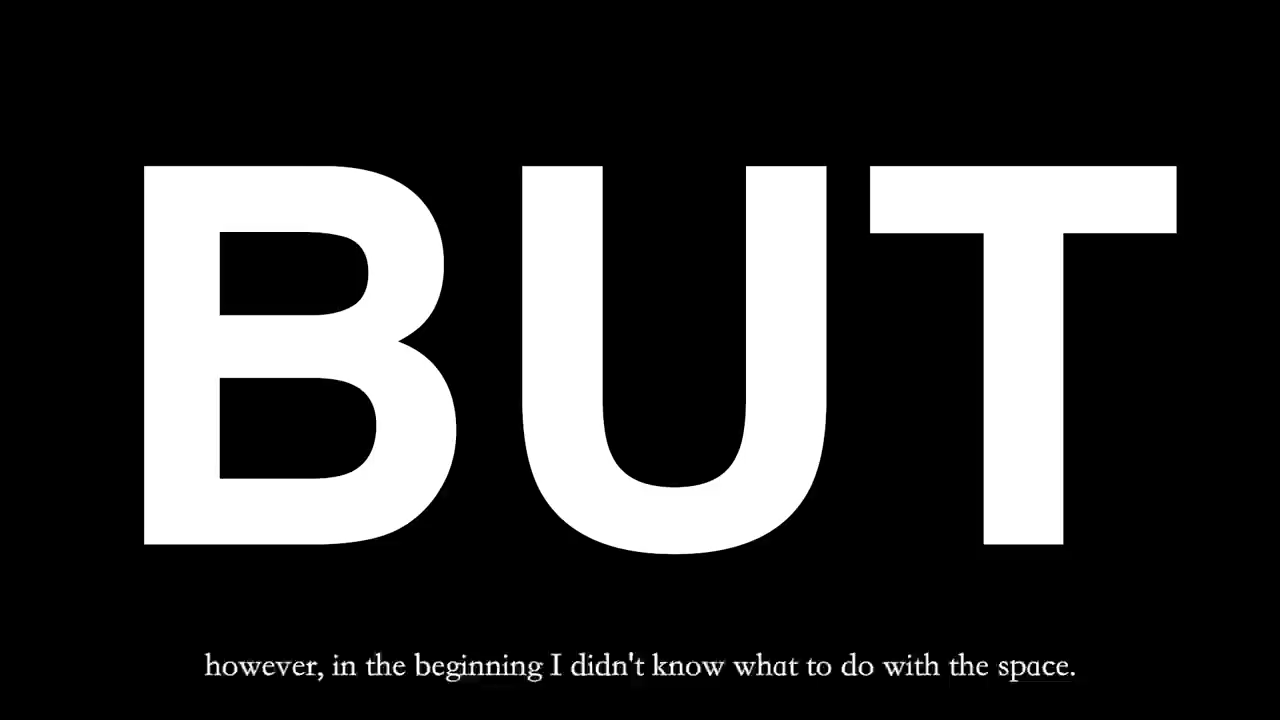 BUT
however, in the beginning I didn't know what to do with the space.